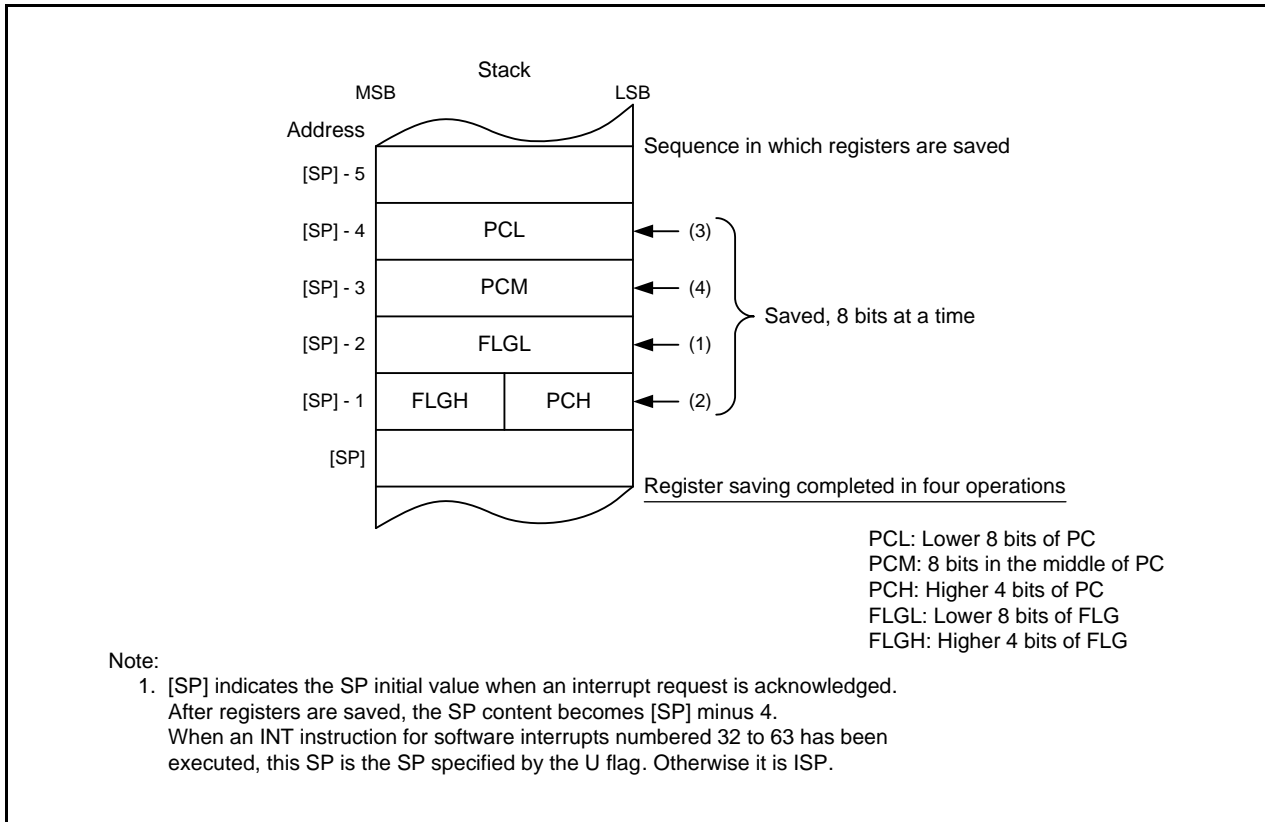 Stack
MSB LSB
Address
Sequence in which registers are saved
[SP] - 5
[SP] - 4 PCL (3)
[SP] - 3 PCM (4)
Saved, 8 bits at a time
[SP] - 2 FLGL (1)
[SP] - 1 FLGH PCH (2)
[SP]
Register saving completed in four operations
PCL: Lower 8 bits of PC
PCM: 8 bits in the middle of PC
PCH: Higher 4 bits of PC
FLGL: Lower 8 bits of FLG
FLGH: Higher 4 bits of FLG
Note:
1. [SP] indicates the SP initial value when an interrupt request is acknowledged.
After registers are saved, the SP content becomes [SP] minus 4.
When an INT instruction for software interrupts numbered 32 to 63 has been
executed, this SP is the SP specified by the U flag. Otherwise it is ISP.